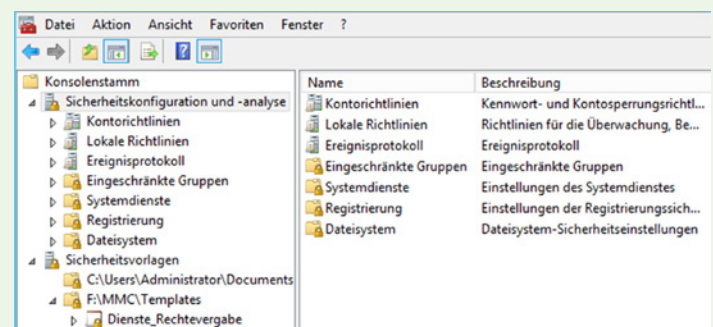 Datei Aktion Ansicht Favoriten Fenster ?
Konsolenstamm
Sicherheitskonfiguration und -analyse
Kontorichtlinien
Lokale Richtlinien
Ereignisprotokoll
Eingeschränkte Gruppen
Systemdienste
Registrierung
Dateisystem
Sicherheitsvorlagen
C:\Users\Administrator\Documents
F:\MMC\Templates
Dienste_Rechtevergabe
Name Beschreibung
Kontorichtlinien Kennwort- und Kontosperrungsrichtl...
Lokale Richtlinien Richtlinien für die Überwachung, Be...
Ereignisprotokoll Ereignisprotokoll
Eingeschränkte Gruppen Eingeschränkte Gruppen
Systemdienste Einstellungen des Systemdienstes
Registrierung Einstellungen der Registrierungssich...
Dateisystem Dateisystem-Sicherheitseinstellungen